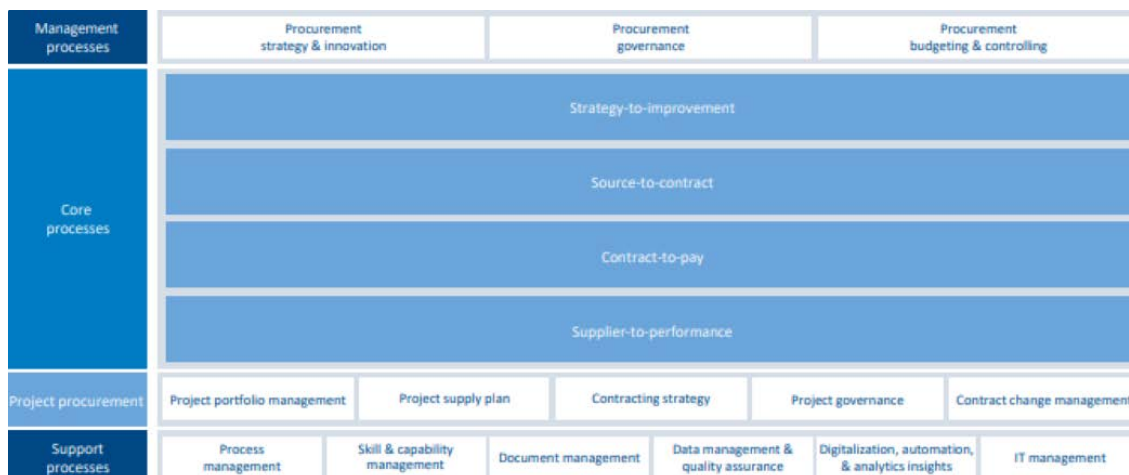 Management
processes
Procurement
strategy & innovation
Procurement
governance
Procurement
budgeting & controlling
Core
processes
Strategy-to-improvement
Source-to-contract
Contract-to-pay
Supplier-to-performance
Project procurement
Project portfolio management
Project supply plan
Contracting strategy
Project governance
Contract change management
Support
processes
Process
management
Skill & capability
management
Document management
Data management &
quality assurance
Digitalization, automation,
& analytics insights
IT management